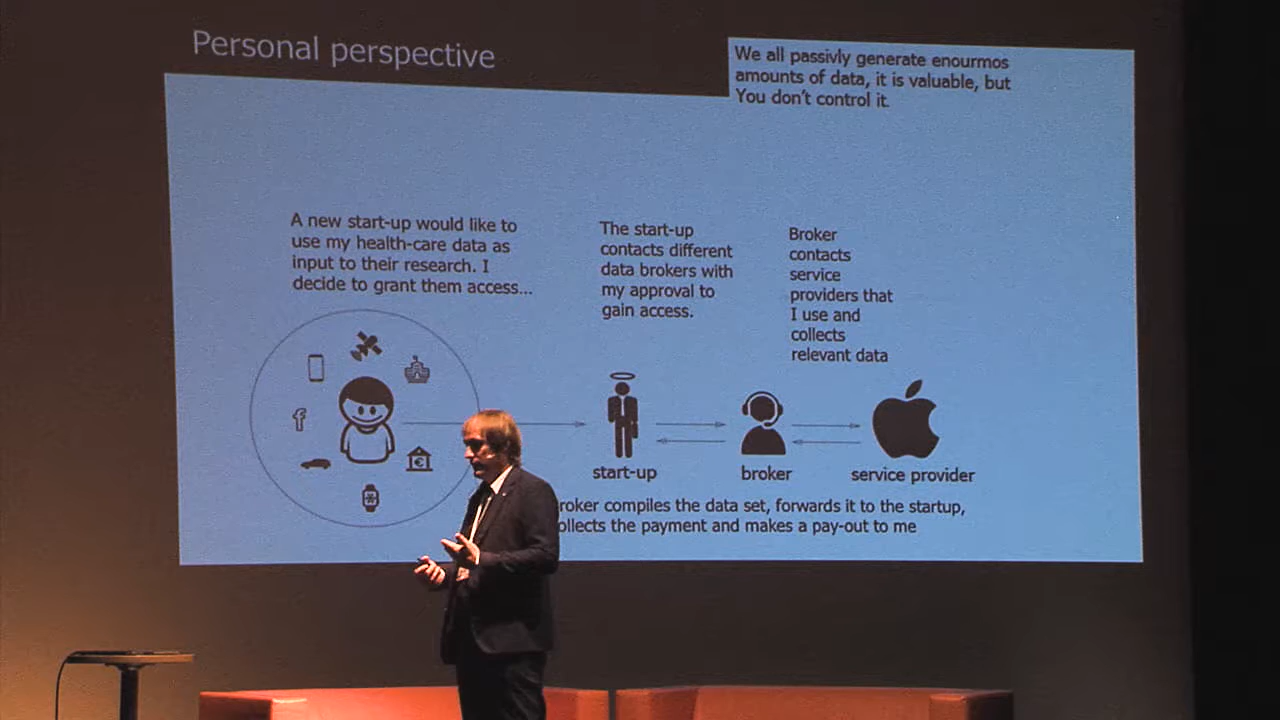 Personal perspective
We all passivly generate enourmos
amounts of data, it is valuable, but
You don't control it.
A new start-up would like to
use my health-care data as
input to their research. I
decide to grant them access...
The start-up
contacts different
data brokers with
my approval to
gain access.
Broker
contacts
service
providers that
I use and
collects
relevant data
start-up
broker
service provider
roker compiles the data set, forwards it to the startup,
ollects the payment and makes a pay-out to me